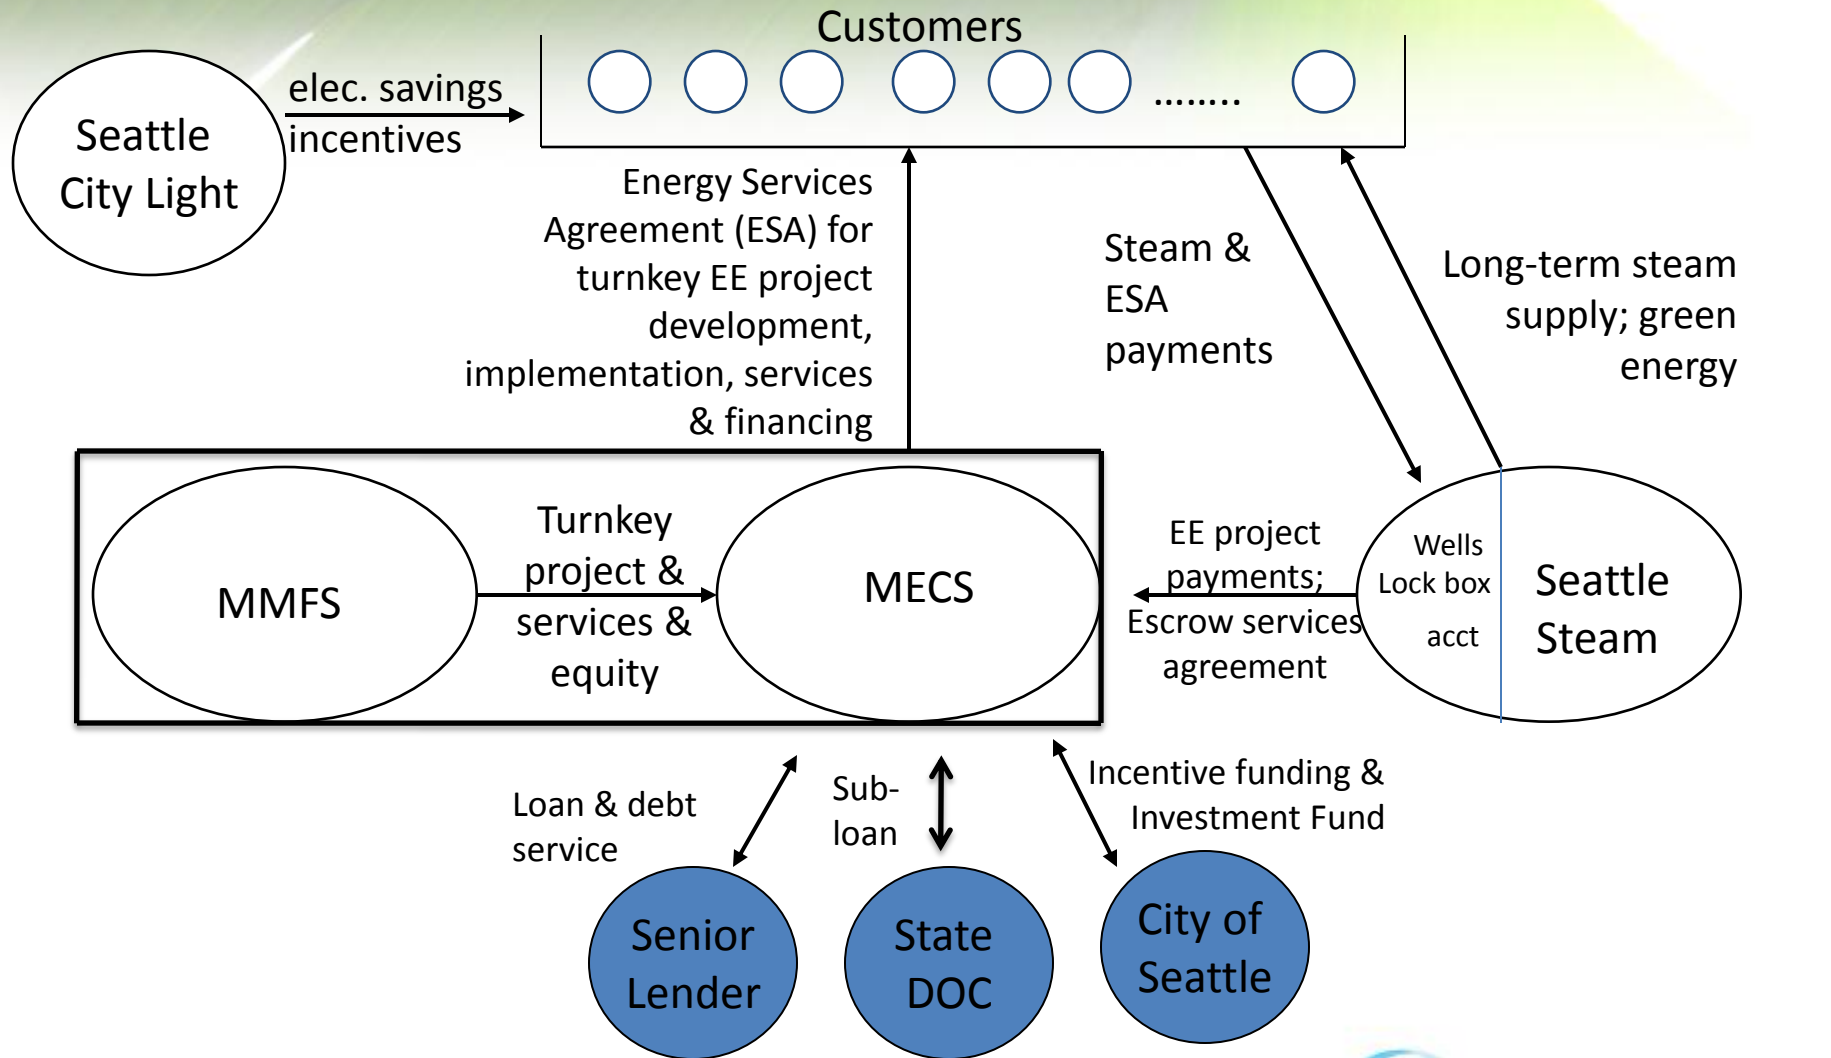 Customers
elec. savings
incentives
........
Seattle
City Light
Energy Services
Agreement (ESA) for
turnkey EE project
development,
implementation, services
& financing
Steam &
ESA
payments
Long-term steam
supply; green
energy
MMFS
Turnkey
project &
services &
equity
MECS
EE project
payments;
Escrow services
agreement
Wells
Lock box
acct
Seattle
Steam
Loan & debt
service
Sub-
loan
Incentive funding &
Investment Fund
Senior
Lender
State
DOC
City of
Seattle